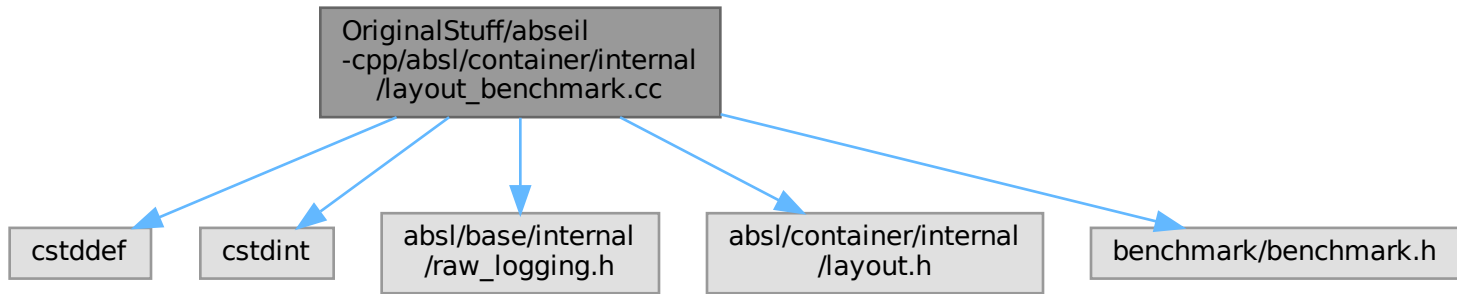 OriginalStuff/abseil
-cpp/absl/container/internal
/layout_benchmark.cc
cstddef
cstdint
absl/base/internal
/raw_logging.h
absl/container/internal
/layout.h
benchmark/benchmark.h